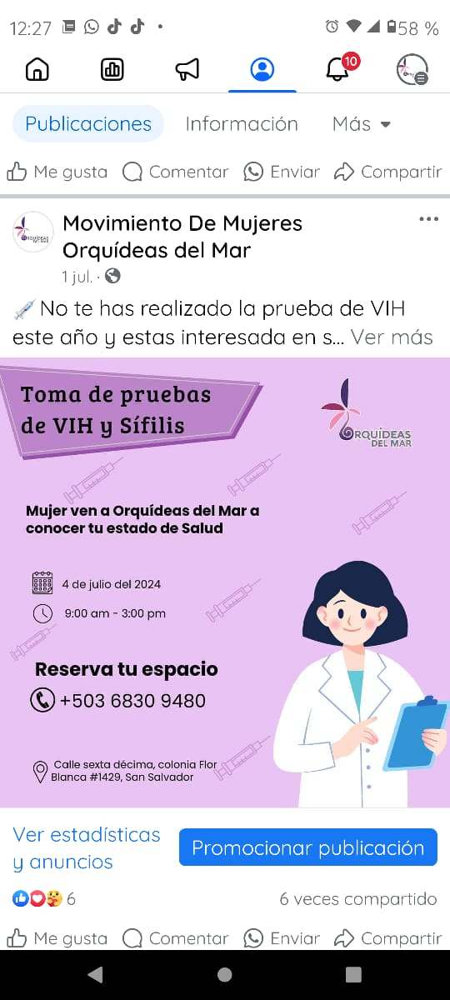 12:27
58 %
10
Publicaciones Información Más
Me gusta Comentar Enviar Compartir
Movimiento De Mujeres
Orquídeas del Mar
1 jul. ·
No te has realizado la prueba de VIH
este año y estas interesada en s... Ver más
Toma de pruebas
de VIH y Sífilis
ORQUÍDEAS
DEL MAR
Mujer ven a Orquídeas del Mar a
conocer tu estado de Salud
4 de julio del 2024
9:00 am - 3:00 pm
Reserva tu espacio
+503 6830 9480
Calle sexta décima, colonia Flor
Blanca #1429, San Salvador
Ver estadísticas
y anuncios
Promocionar publicación
6
6 veces compartido
Me gusta Comentar Enviar Compartir